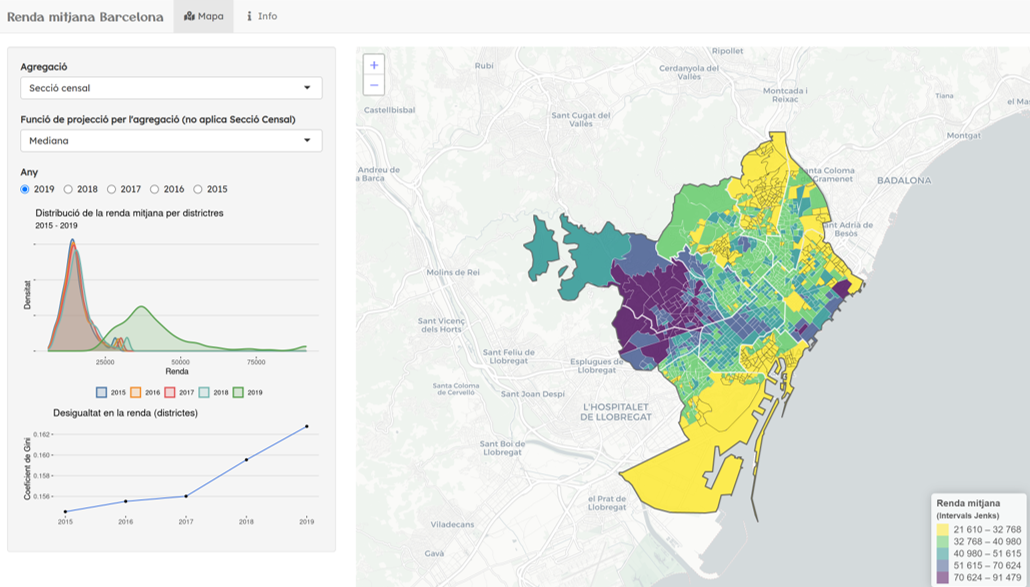 Renda mitjana Barcelona
Mapa
Info
Agregació
Secció censal
Funció de projecció per l'agregació (no aplica Secció Censal)
Mediana
Any
2019
2018
2017
2016
2015
Distribució de la renda mitjana per districtres
2015 - 2019
Densitat
25000
50000
75000
Renda
2015
2016
2017
2018
2019
Desigualtat en la renda (districtes)
Coeficient de Gini
0.162
0.160
0.158
0.156
2015
2016
2017
2018
2019
+
−
Ripollet
Rubí
Cerdanyola del
Vallès
Montcada i
Reixac
Tiana
el Ma
Castellbisbal
Sant Cugat del
Vallès
Montgat
Andreu de
a Barca
anta Coloma
Gramenet
BADALONA
ant Adrià de
Besòs
Molins de Rei
Sant Vicenç
dels Horts
Sant Feliu de
Llobregat
Esplugues de
Llobregat
Santa Coloma
de Cervelló
Sant Joan Despí
L'HOSPITALET
DE LLOBREGAT
Sant Boi de
Llobregat
el Prat de
Llobregat
Viladecans
Gavà
Renda mitjana
(Intervals Jenks)
21 610 – 32 768
32 768 – 40 980
40 980 – 51 615
51 615 – 70 624
70 624 – 91 479